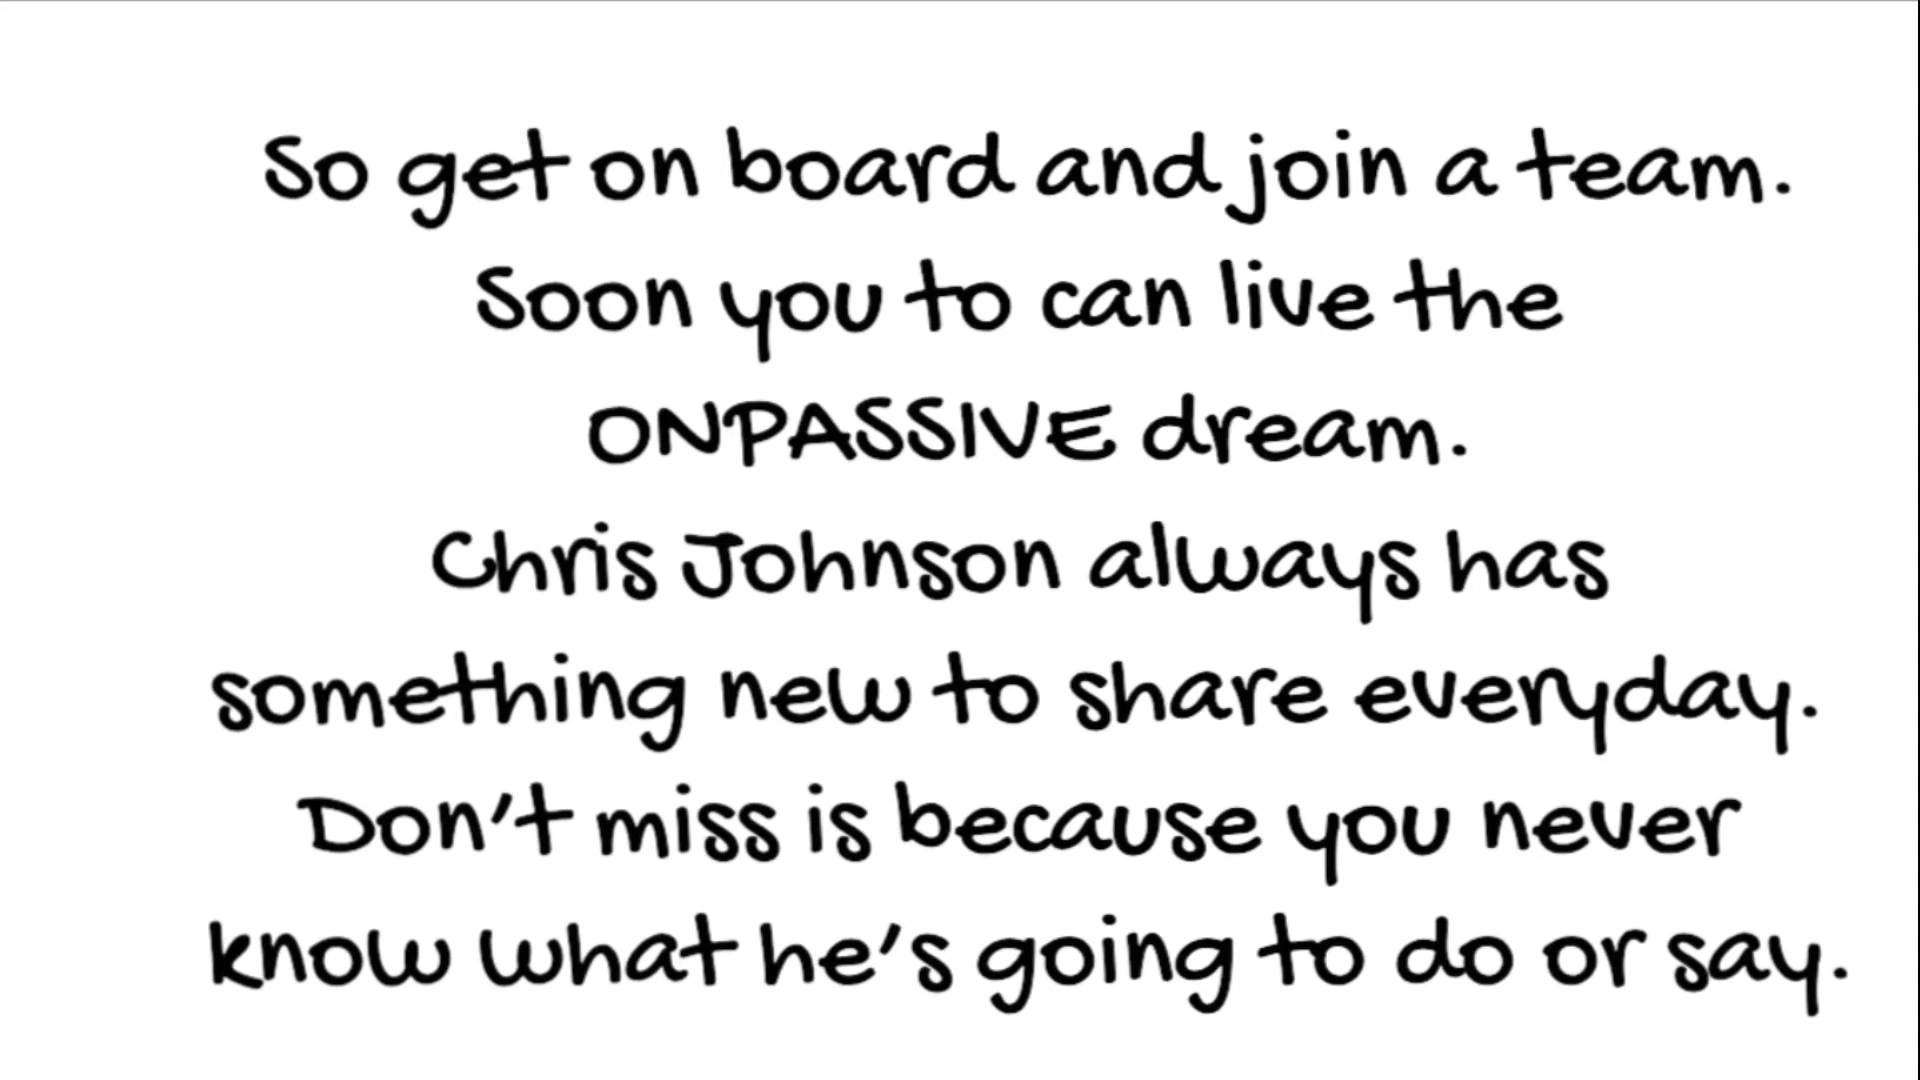 So get on board and join a team.
Soon you to can live the
ONPASSIVE dream.
Chris Johnson always has
something new to share everyday.
Don't miss is because you never
know what he's going to do or say.